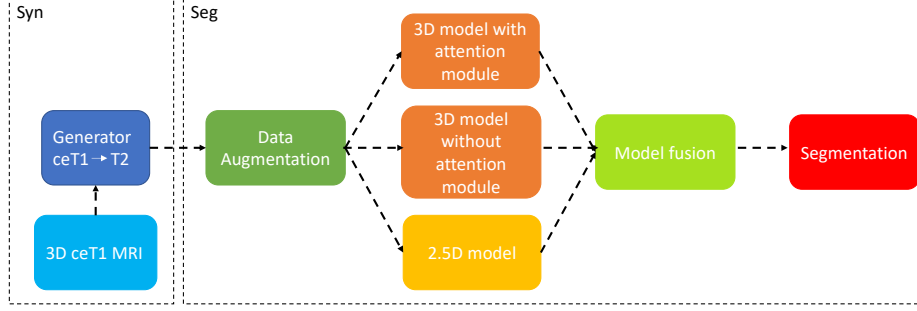 Syn
Seg
3D model with
attention
module
Generator
ceT1→T2
Data
Augmentation
3D model
without
attention
module
Model fusion
Segmentation
3D ceT1 MRI
2.5D model